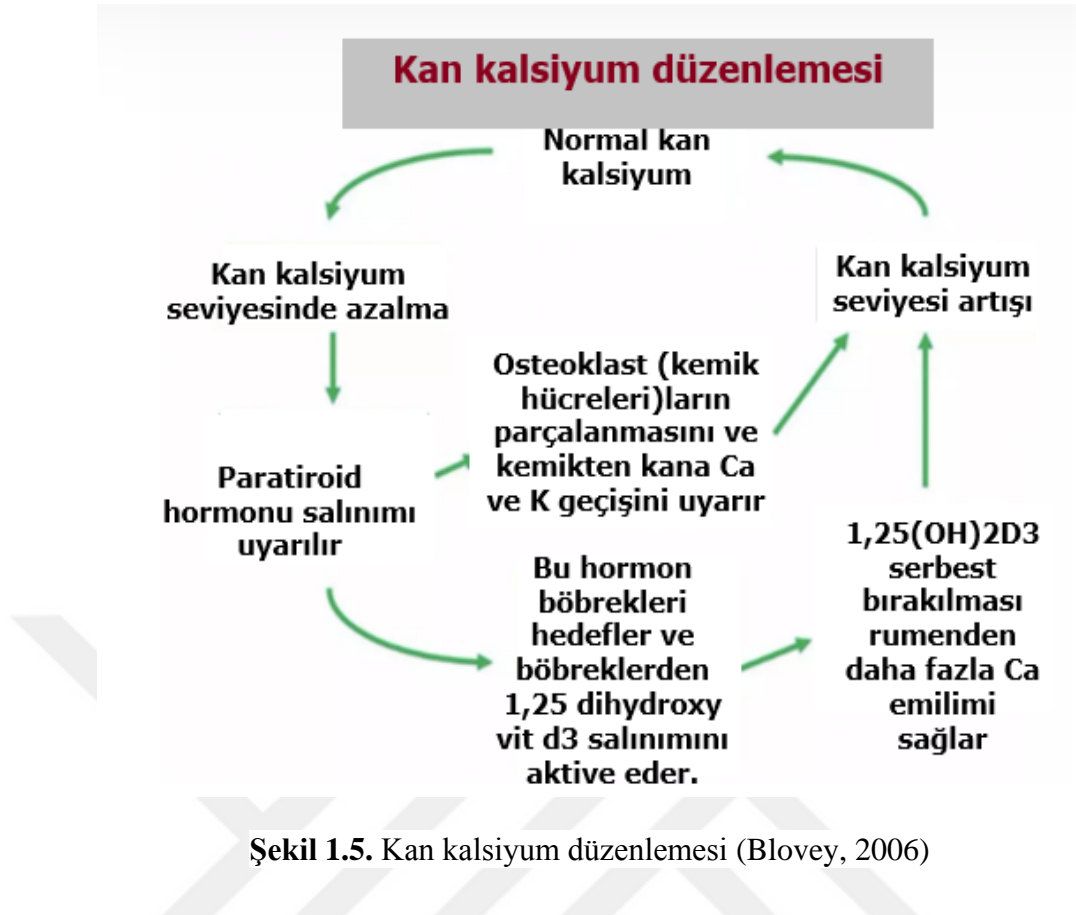 Kan kalsiyum düzenlemesi
Normal kan
kalsiyum
Kan kalsiyum
seviyesinde azalma
Paratiroid
hormonu salınımı
uyarılır
Osteoklast (kemik
hücreleri)ların
parçalanmasını ve
kemikten kana Ca
ve K geçişini uyarır
Bu hormon
böbrekleri
hedefler ve
böbreklerden
1,25 dihydroxy
vit d3 salınımını
aktive eder.
1,25(OH)2D3
serbest
bırakılması
rumenden
daha fazla Ca
emilimi
sağlar
Kan kalsiyum
seviyesi artışı
Şekil 1.5. Kan kalsiyum düzenlemesi (Blovey, 2006)